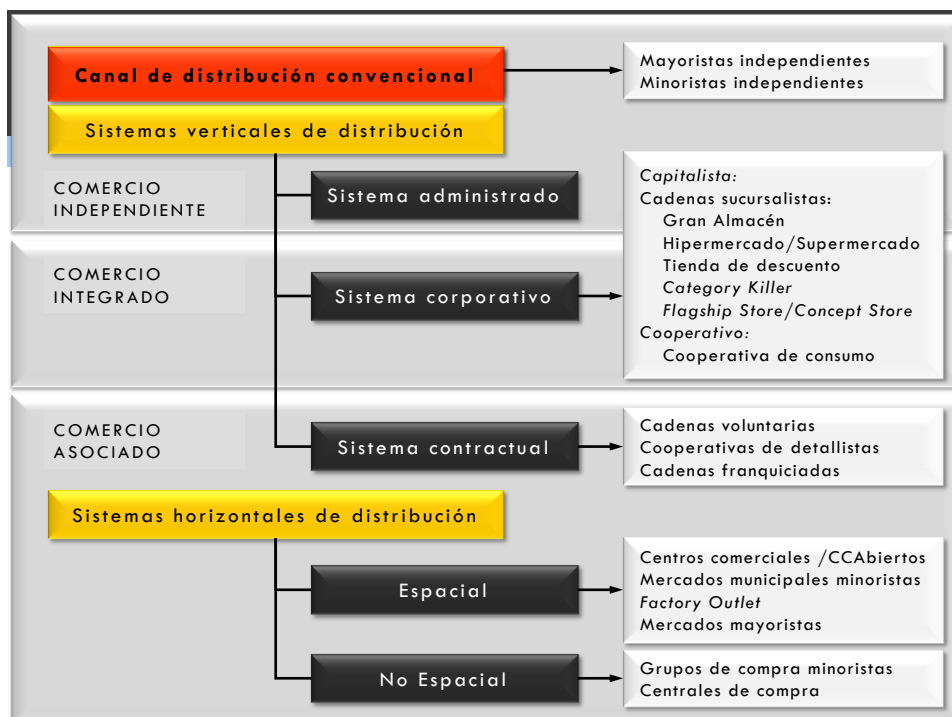 Canal de distribución convencional
Mayoristas independientes
Minoristas independientes
Sistemas verticales de distribución
COMERCIO
INDEPENDIENTE
Sistema administrado
Capitalista:
Cadenas sucursalistas:
Gran Almacén
Hipermercado/Supermercado
Tienda de descuento
Category Killer
Flagship Store/Concept Store
Cooperativo:
Cooperativa de consumo
COMERCIO
INTEGRADO
Sistema corporativo
COMERCIO
ASOCIADO
Sistema contractual
Cadenas voluntarias
Cooperativas de detallistas
Cadenas franquiciadas
Sistemas horizontales de distribución
Espacial
Centros comerciales /CCAbiertos
Mercados municipales minoristas
Factory Outlet
Mercados mayoristas
No Espacial
Grupos de compra minoristas
Centrales de compra